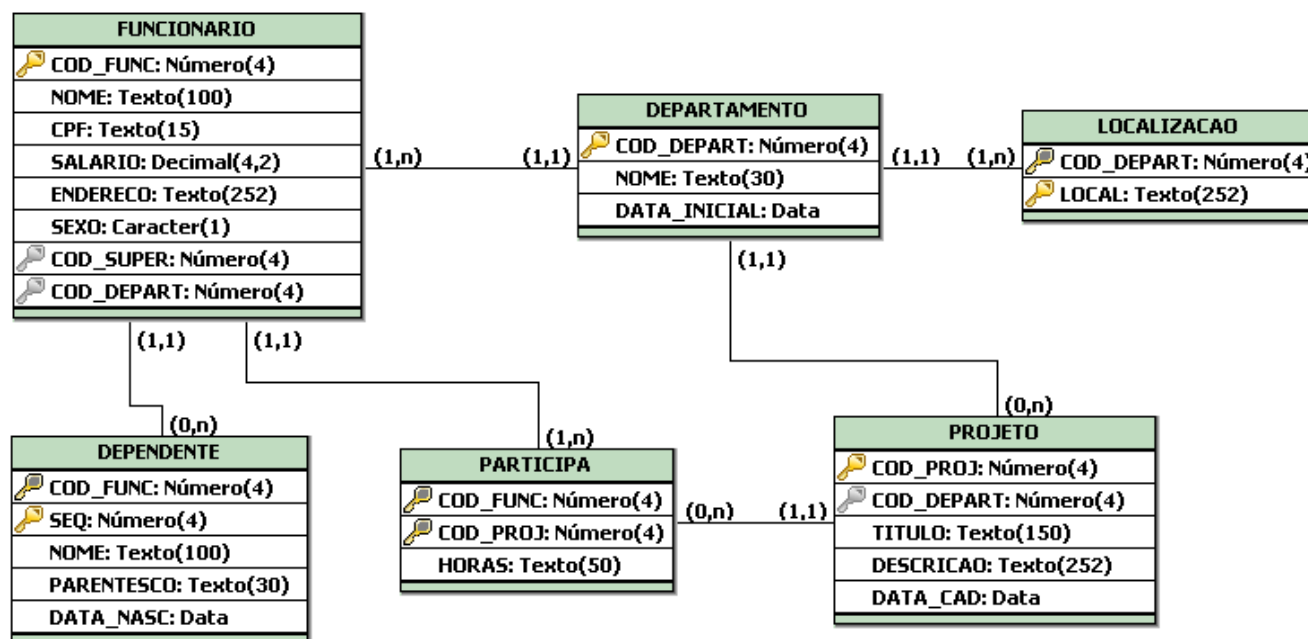 FUNCIONARIO
COD_FUNC: Número(4)
NOME: Texto(100)
CPF: Texto(15)
SALARIO: Decimal(4,2)
ENDERECO: Texto(252)
SEXO: Caracter(1)
COD_SUPER: Número(4)
COD_DEPART: Número(4)
(1,n)
(1,1)
DEPARTAMENTO
COD_DEPART: Número(4)
NOME: Texto(30)
DATA_INICIAL: Data
(1,1)
(1,n)
LOCALIZACAO
COD_DEPART: Número(4)
LOCAL: Texto(252)
(1,1)
(1,1)
(1,1)
(0,n)
(1,n)
(0,n)
DEPENDENTE
COD_FUNC: Número(4)
SEQ: Número(4)
NOME: Texto(100)
PARENTESCO: Texto(30)
DATA_NASC: Data
PARTICIPA
COD_FUNC: Número(4)
COD_PROJ: Número(4)
HORAS: Texto(50)
(0,n)
(1,1)
PROJETO
COD_PROJ: Número(4)
COD_DEPART: Número(4)
TITULO: Texto(150)
DESCRICAO: Texto(252)
DATA_CAD: Data